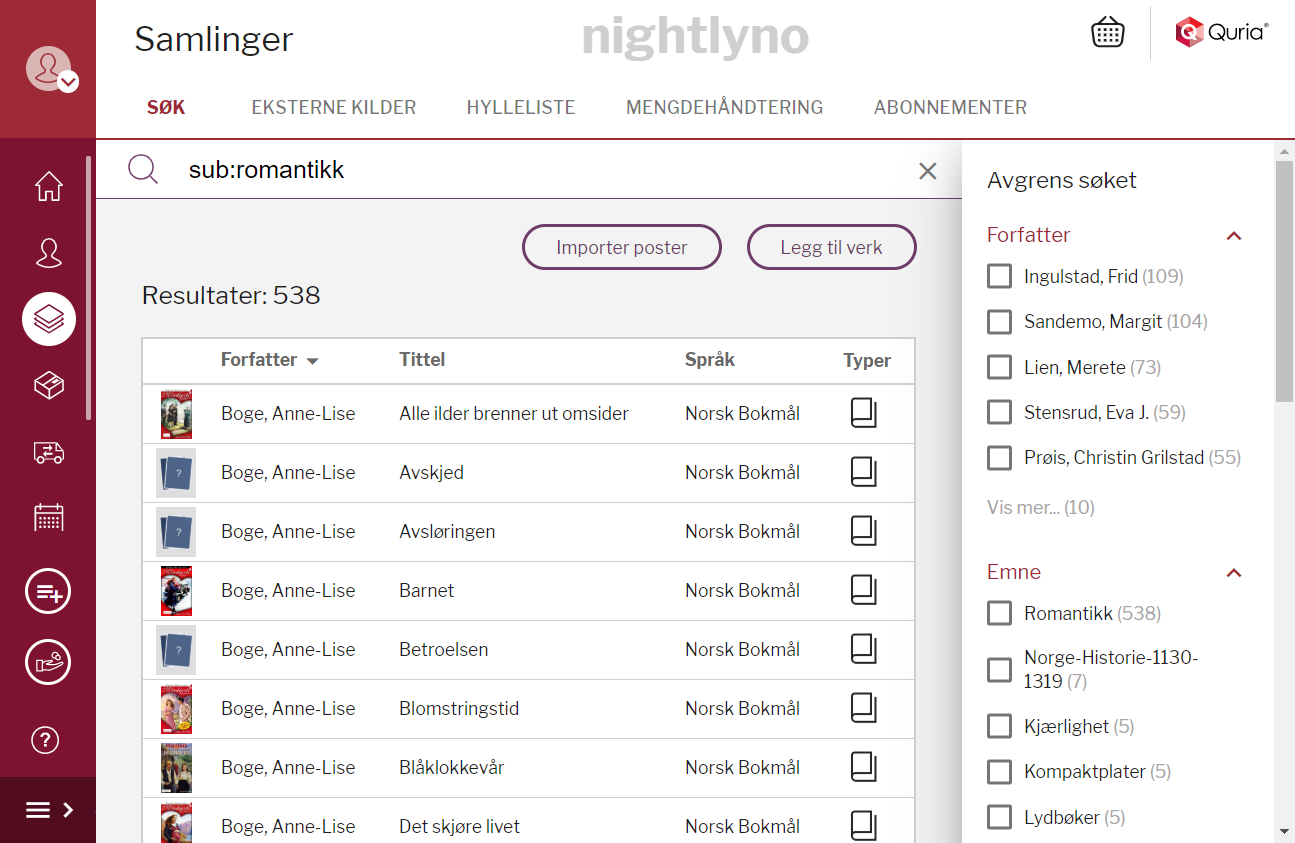 Samlinger
nightlyno
Quria®
SØK
EKSTERNE KILDER
HYLLELISTE
MENGDEHÅNDTERING
ABONNEMENTER
sub:romantikk
Importer poster
Legg til verk
Resultater: 538
Forfatter Tittel Språk Typer
Boge, Anne-Lise Alle ilder brenner ut omsider Norsk Bokmål
Boge, Anne-Lise Avskjed Norsk Bokmål
Boge, Anne-Lise Avsløringen Norsk Bokmål
Boge, Anne-Lise Barnet Norsk Bokmål
Boge, Anne-Lise Betroelsen Norsk Bokmål
Boge, Anne-Lise Blomstringstid Norsk Bokmål
Boge, Anne-Lise Blåklokkevår Norsk Bokmål
Boge, Anne-Lise Det skjøre livet Norsk Bokmål
Avgrens søket
Forfatter
Ingulstad, Frid (109)
Sandemo, Margit (104)
Lien, Merete (73)
Stensrud, Eva J. (59)
Prøis, Christin Grilstad (55)
Vis mer... (10)
Emne
Romantikk (538)
Norge-Historie-1130-
1319 (7)
Kjærlighet (5)
Kompaktplater (5)
Lydbøker (5)